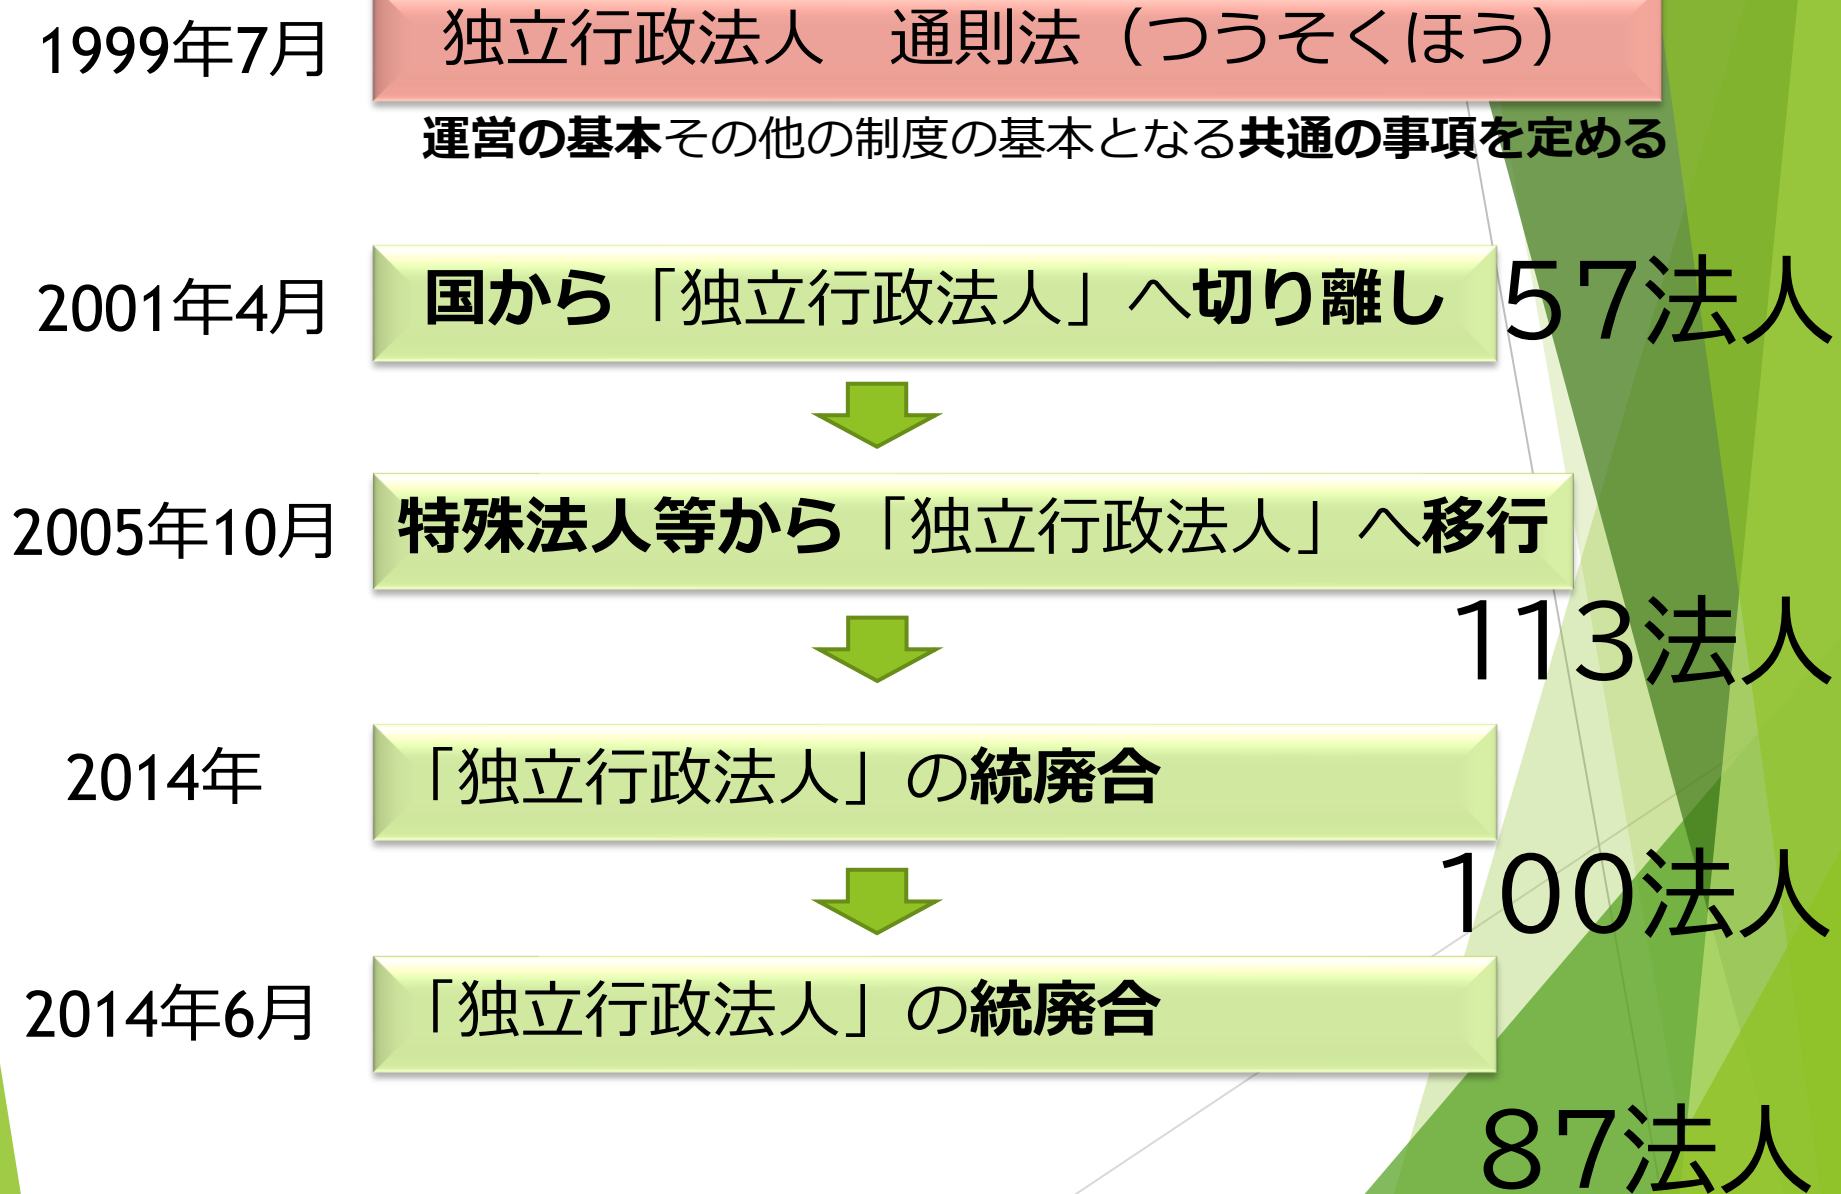 1999年7月
独立行政法人　通則法（つうそくほう）
運営の基本その他の制度の基本となる共通の事項を定める
2001年4月
国から「独立行政法人」へ切り離し
57法人
2005年10月
特殊法人等から「独立行政法人」へ移行
113法人
2014年
「独立行政法人」の統廃合
100法人
2014年6月
「独立行政法人」の統廃合
87法人